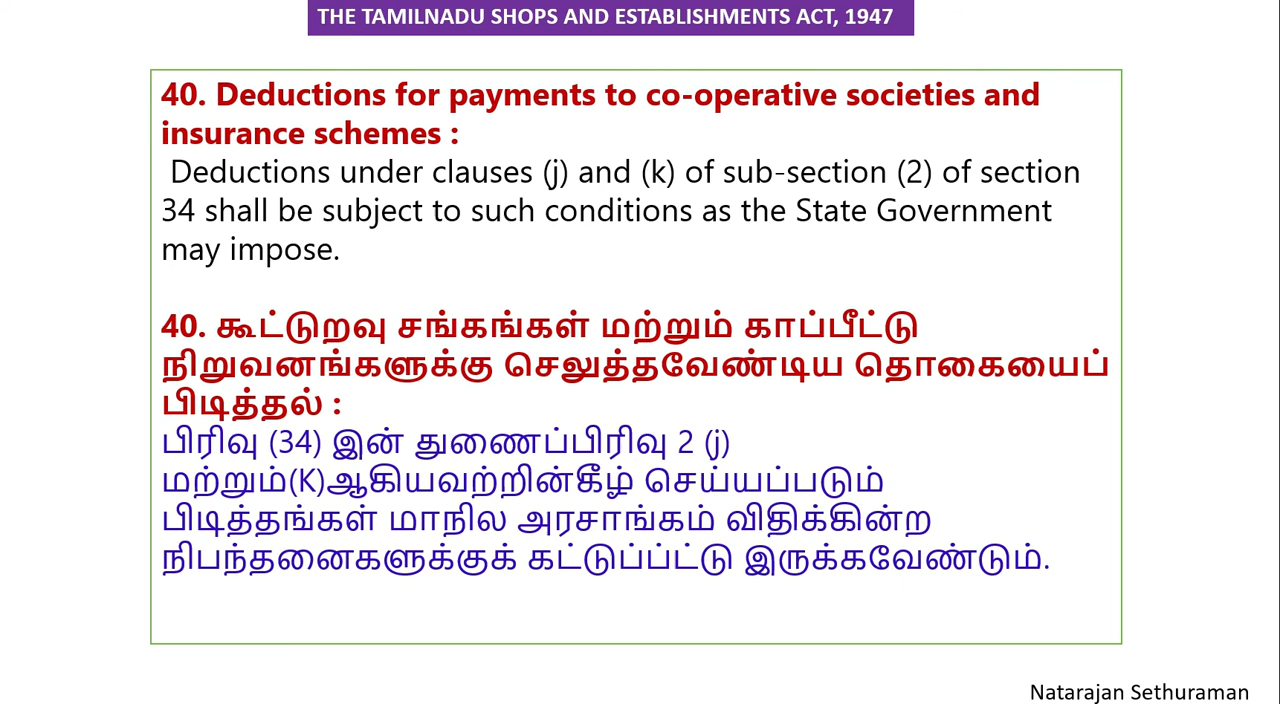 THE TAMILNADU SHOPS AND ESTABLISHMENTS ACT, 1947
40. Deductions for payments to co-operative societies and
insurance schemes :
Deductions under clauses (j) and (k) of sub-section (2) of section
34 shall be subject to such conditions as the State Government
may impose.
40. கூட்டுறவு சங்கங்கள் மற்றும் காப்பீட்டு
நிறுவனங்களுக்கு செலுத்தவேண்டிய தொகையைப்
பிடித்தல் :
பிரிவு (34) இன் துணைப்பிரிவு 2 (j)
மற்றும்(K)ஆகியவற்றின்கீழ் செய்யப்படும்
பிடித்தங்கள் மாநில அரசாங்கம் விதிக்கின்ற
நிபந்தனைகளுக்குக் கட்டுப்ப்ட்டு இருக்கவேண்டும்.
Natarajan Sethuraman